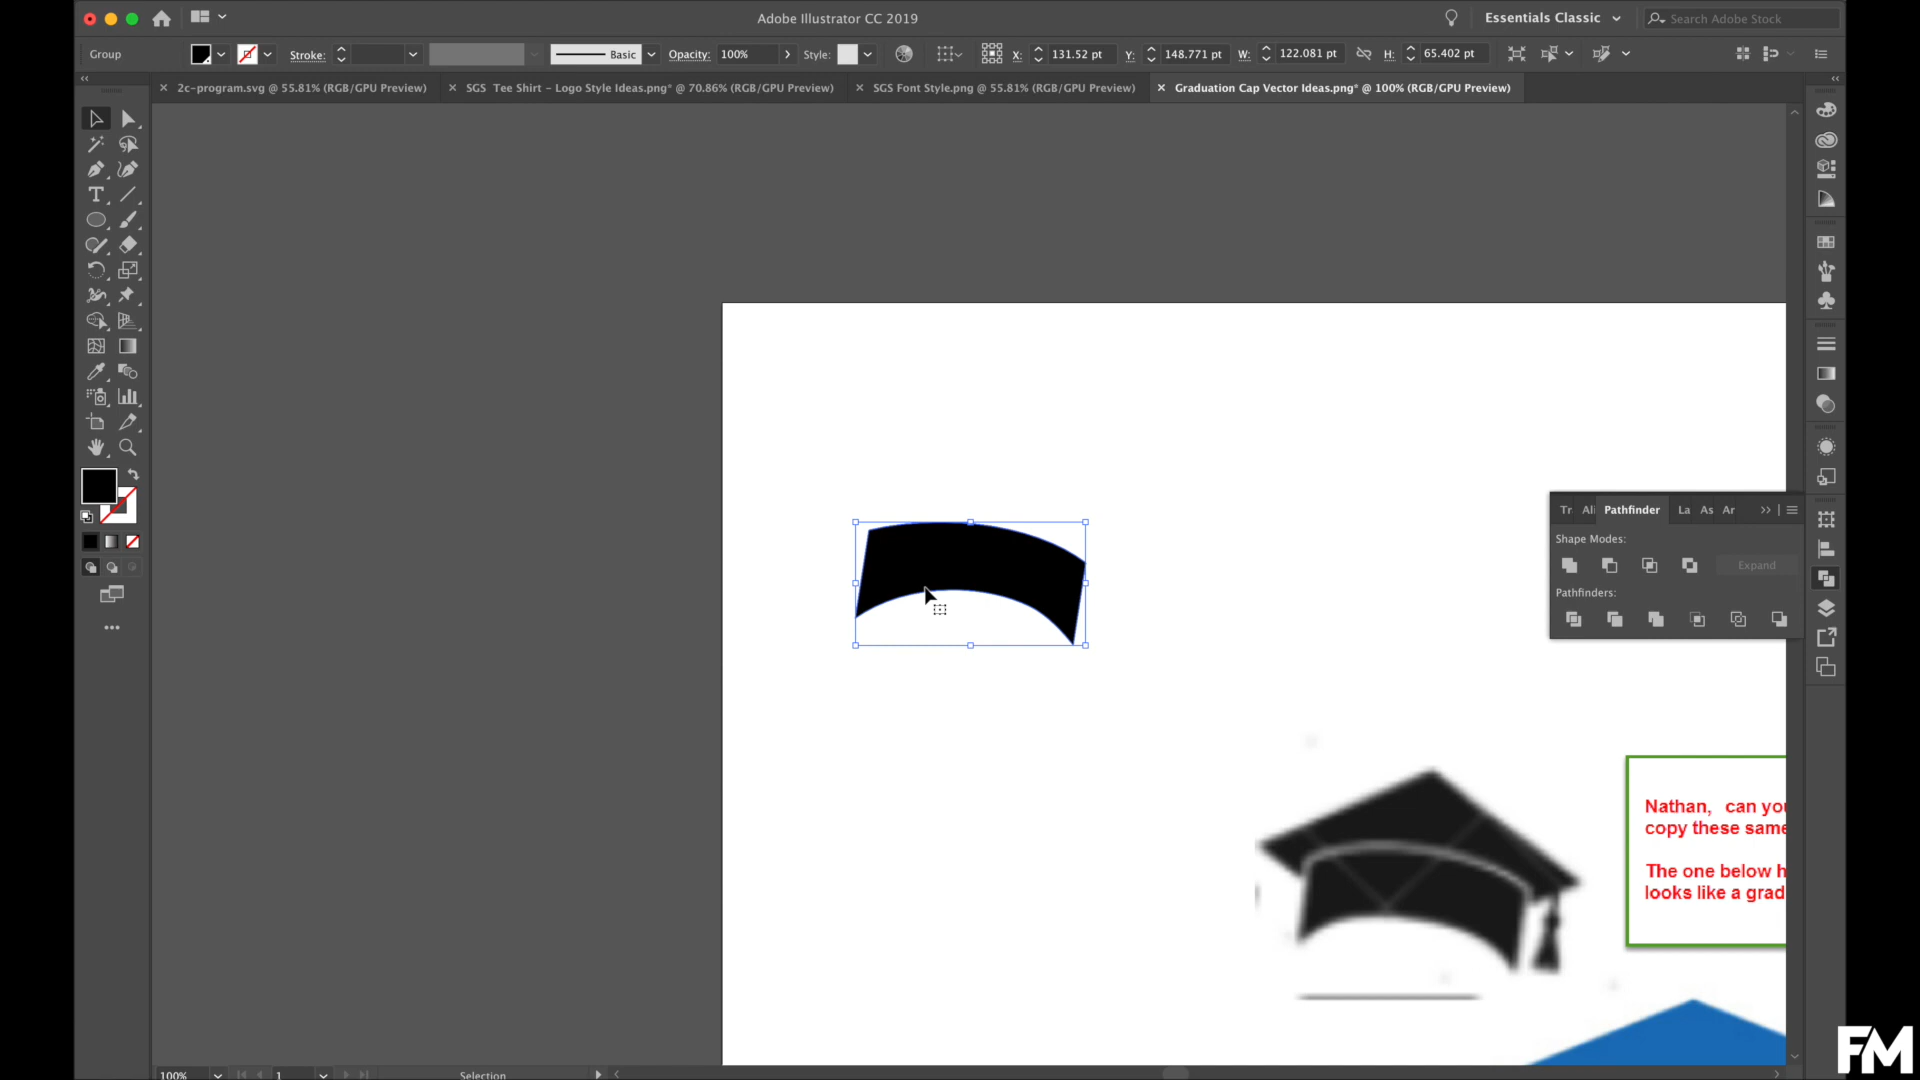 Adobe Illustrator CC 2019
Essentials Classic
Search Adobe Stock
Group
Stroke:
Basic
Opacity: 100%
Style:
X: 131.52 pt
Y: 148.771 pt
W: 122.081 pt
H: 65.402 pt
2c-program.svg @ 55.81% (RGB/GPU Preview)
SGS Tee Shirt – Logo Style Ideas.png* @ 70.86% (RGB/GPU Preview)
SGS Font Style.png @ 55.81% (RGB/GPU Preview)
Graduation Cap Vector Ideas.png* @ 100% (RGB/GPU Preview)
Tr Ali Pathfinder La As Ar
Shape Modes:
Expand
Pathfinders:
Nathan, can you
copy these same
The one below h
looks like a grad
100%
1
Selection
FM